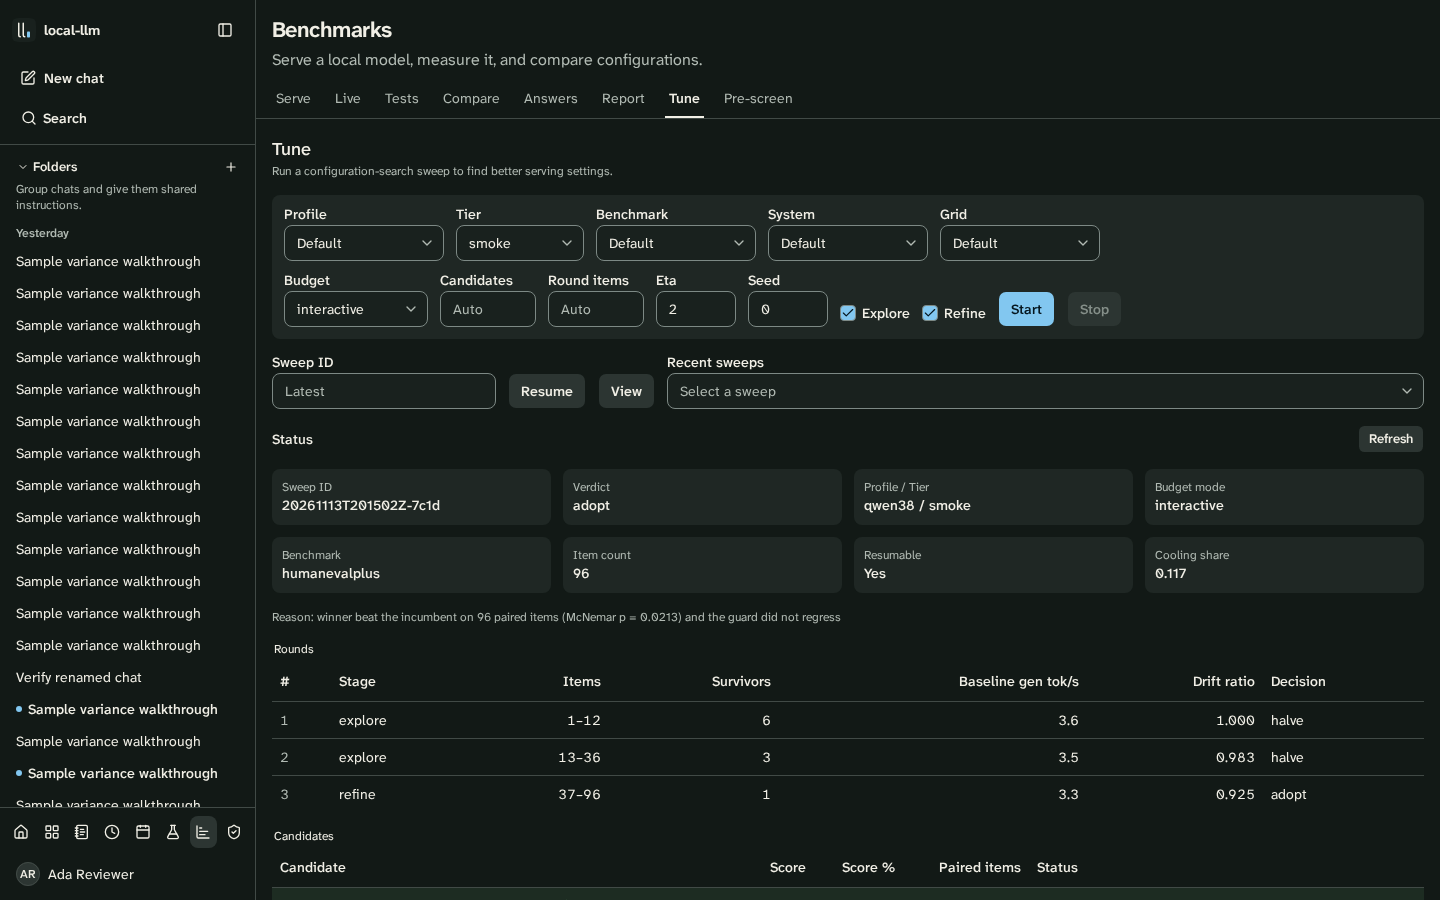 local-llm
New chat
Search
Folders
Group chats and give them shared
instructions.
Yesterday
Sample variance walkthrough
Sample variance walkthrough
Sample variance walkthrough
Sample variance walkthrough
Sample variance walkthrough
Sample variance walkthrough
Sample variance walkthrough
Sample variance walkthrough
Sample variance walkthrough
Sample variance walkthrough
Sample variance walkthrough
Sample variance walkthrough
Sample variance walkthrough
Verify renamed chat
Sample variance walkthrough
Sample variance walkthrough
Sample variance walkthrough
Sample variance walkthrough
AR Ada Reviewer
Benchmarks
Serve a local model, measure it, and compare configurations.
Serve Live Tests Compare Answers Report Tune Pre-screen
Tune
Run a configuration-search sweep to find better serving settings.
Profile Tier Benchmark System Grid
Default smoke Default Default Default
Budget Candidates Round items Eta Seed
interactive Auto Auto 2 0 Explore Refine Start Stop
Sweep ID Recent sweeps
Latest Resume View Select a sweep
Status Refresh
Sweep ID Verdict Profile / Tier Budget mode
20261113T201502Z-7c1d adopt qwen38 / smoke interactive
Benchmark Item count Resumable Cooling share
humanevalplus 96 Yes 0.117
Reason: winner beat the incumbent on 96 paired items (McNemar p = 0.0213) and the guard did not regress
Rounds
# Stage Items Survivors Baseline gen tok/s Drift ratio Decision
1 explore 1–12 6 3.6 1.000 halve
2 explore 13–36 3 3.5 0.983 halve
3 refine 37–96 1 3.3 0.925 adopt
Candidates
Candidate Score Score % Paired items Status